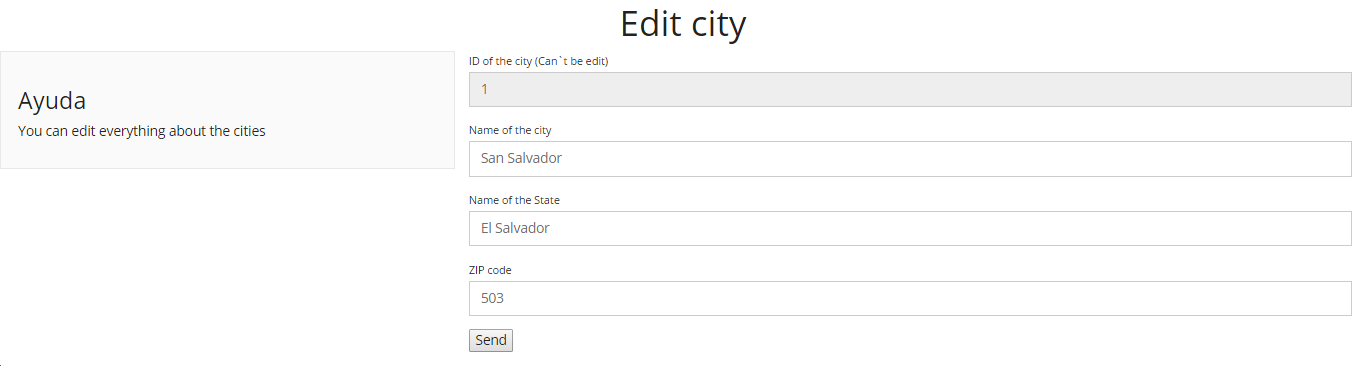 Edit city
Ayuda
You can edit everything about the cities
ID of the city (Can`t be edit)
1
Name of the city
San Salvador
Name of the State
El Salvador
ZIP code
503
Send